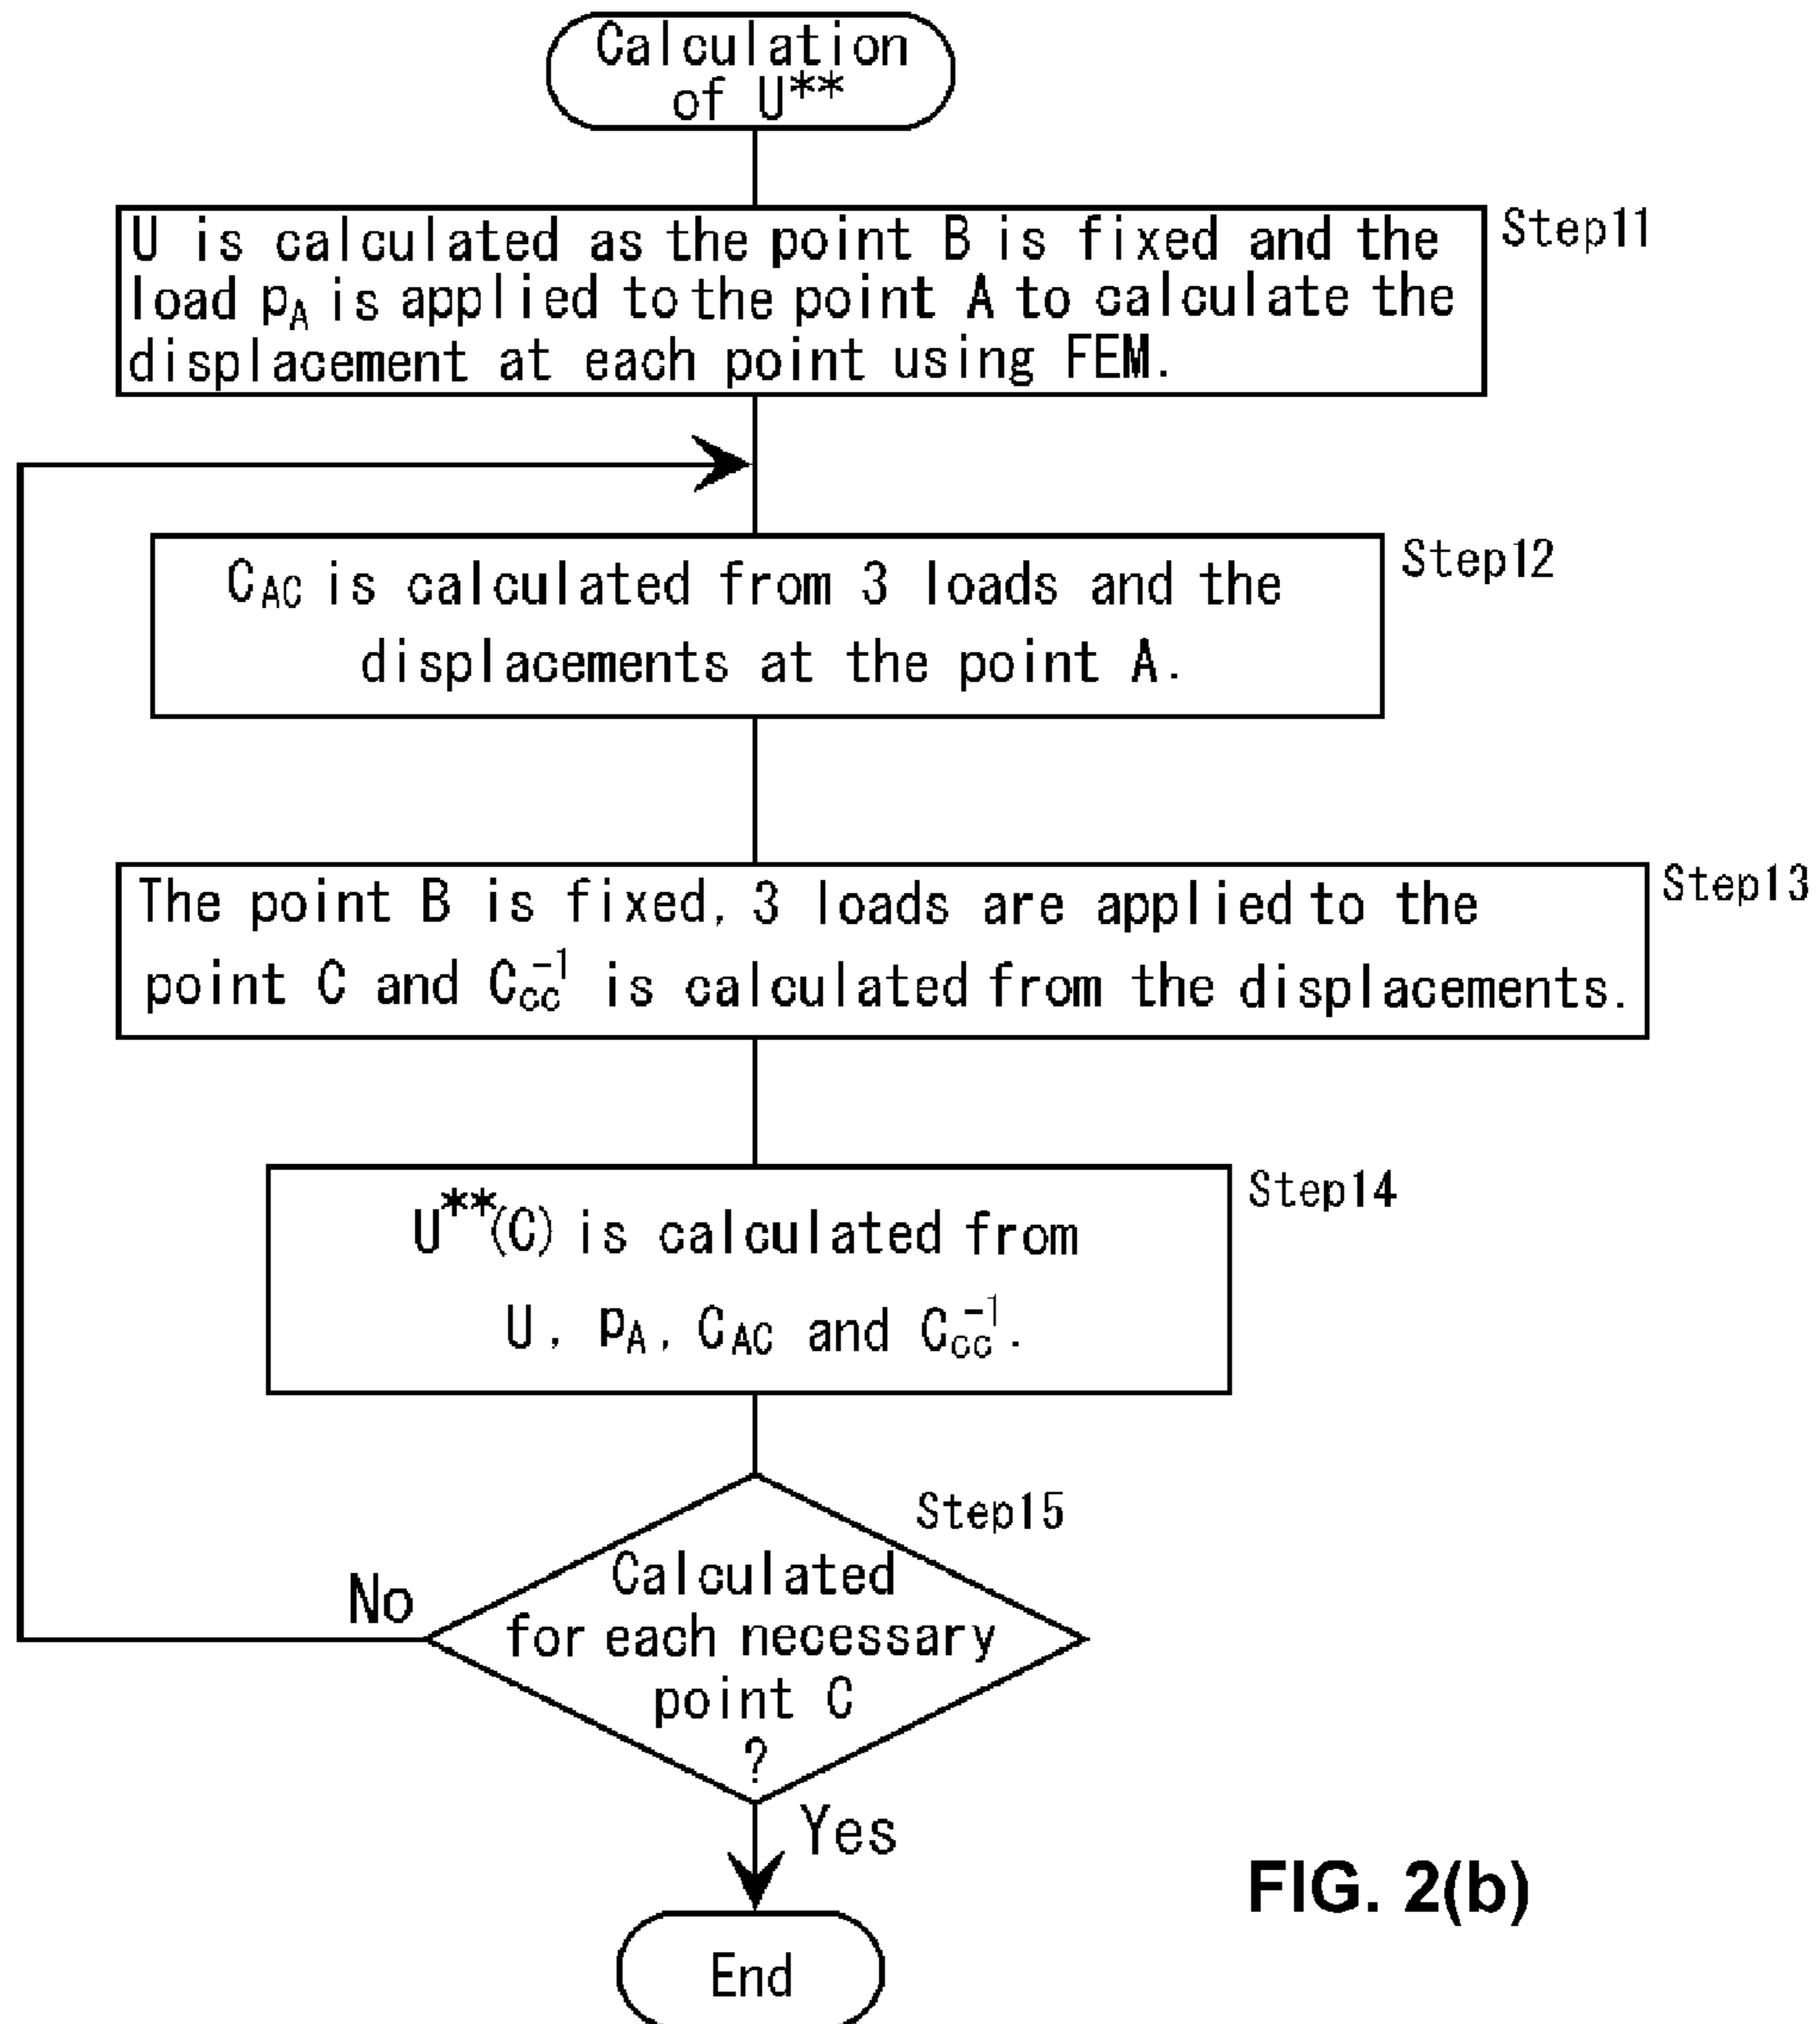 Calculation
of U**
U is calculated as the point B is fixed and the
load pA is applied to the point A to calculate the
displacement at each point using FEM.
Step11
CAC is calculated from 3 loads and the
displacements at the point A.
Step12
The point B is fixed, 3 loads are applied to the
point C and Ccc-1 is calculated from the displacements.
Step13
U**(C) is calculated from
U, pA, CAC and Ccc-1.
Step14
Step15
Calculated
for each necessary
point C
?
No
Yes
End
FIG. 2(b)